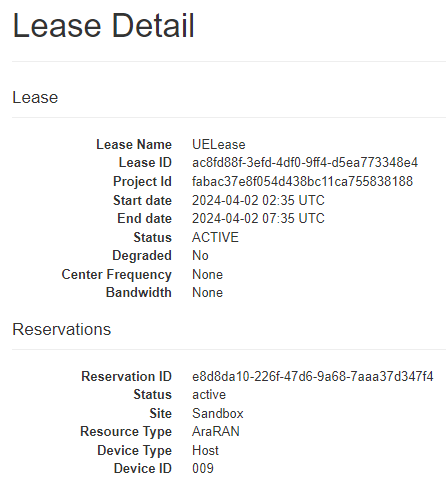 Lease Detail
Lease
Lease Name UELease
Lease ID ac8fd88f-3efd-4df0-9ff4-d5ea773348e4
Project Id fabac37e8f054d438bc11ca755838188
Start date 2024-04-02 02:35 UTC
End date 2024-04-02 07:35 UTC
Status ACTIVE
Degraded No
Center Frequency None
Bandwidth None
Reservations
Reservation ID e8d8da10-226f-47d6-9a68-7aaa37d347f4
Status active
Site Sandbox
Resource Type AraRAN
Device Type Host
Device ID 009